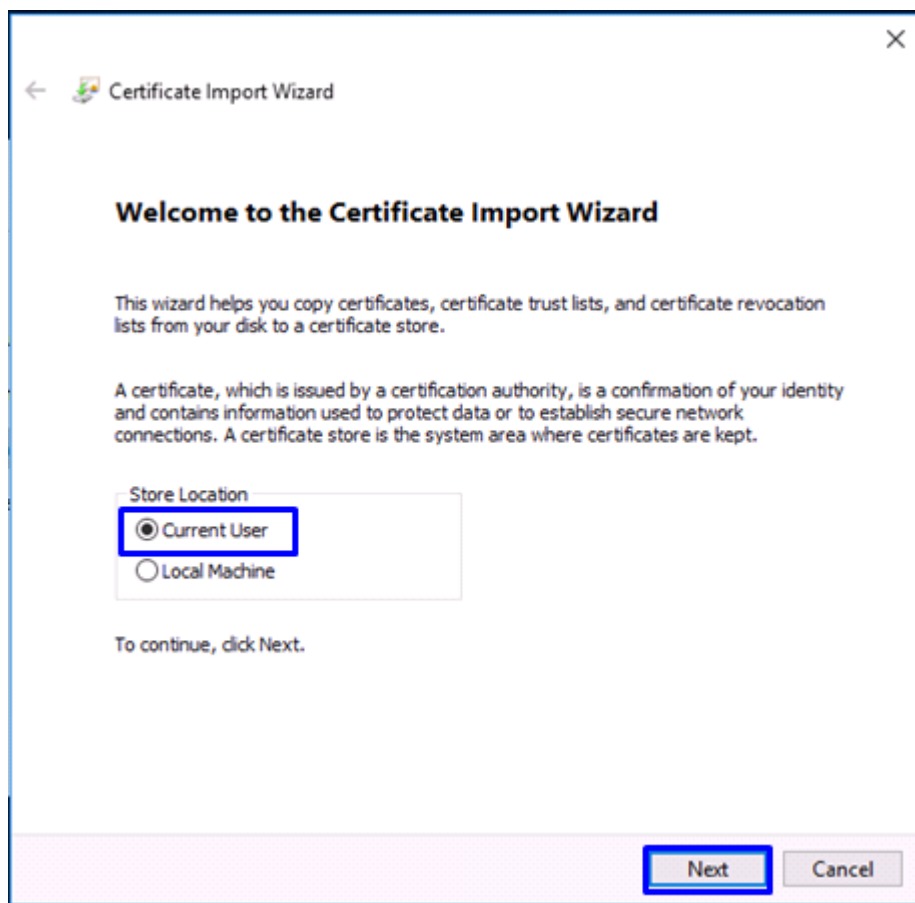 Certificate Import Wizard
Welcome to the Certificate Import Wizard
This wizard helps you copy certificates, certificate trust lists, and certificate revocation
lists from your disk to a certificate store.
A certificate, which is issued by a certification authority, is a confirmation of your identity
and contains information used to protect data or to establish secure network
connections. A certificate store is the system area where certificates are kept.
Store Location
Current User
Local Machine
To continue, click Next.
Next Cancel